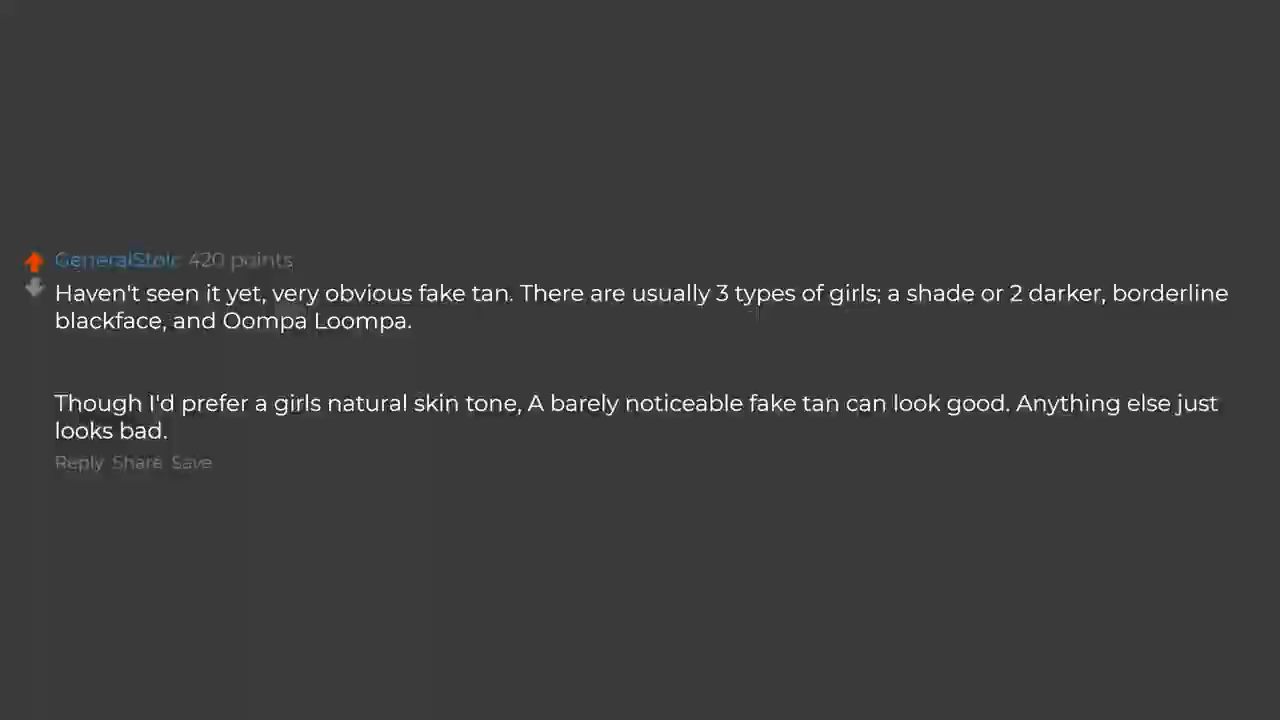 GeneralStoic 420 points
Haven't seen it yet, very obvious fake tan. There are usually 3 types of girls; a shade or 2 darker, borderline
blackface, and Oompa Loompa.
Though I'd prefer a girls natural skin tone, A barely noticeable fake tan can look good. Anything else just
looks bad.
Reply Share Save